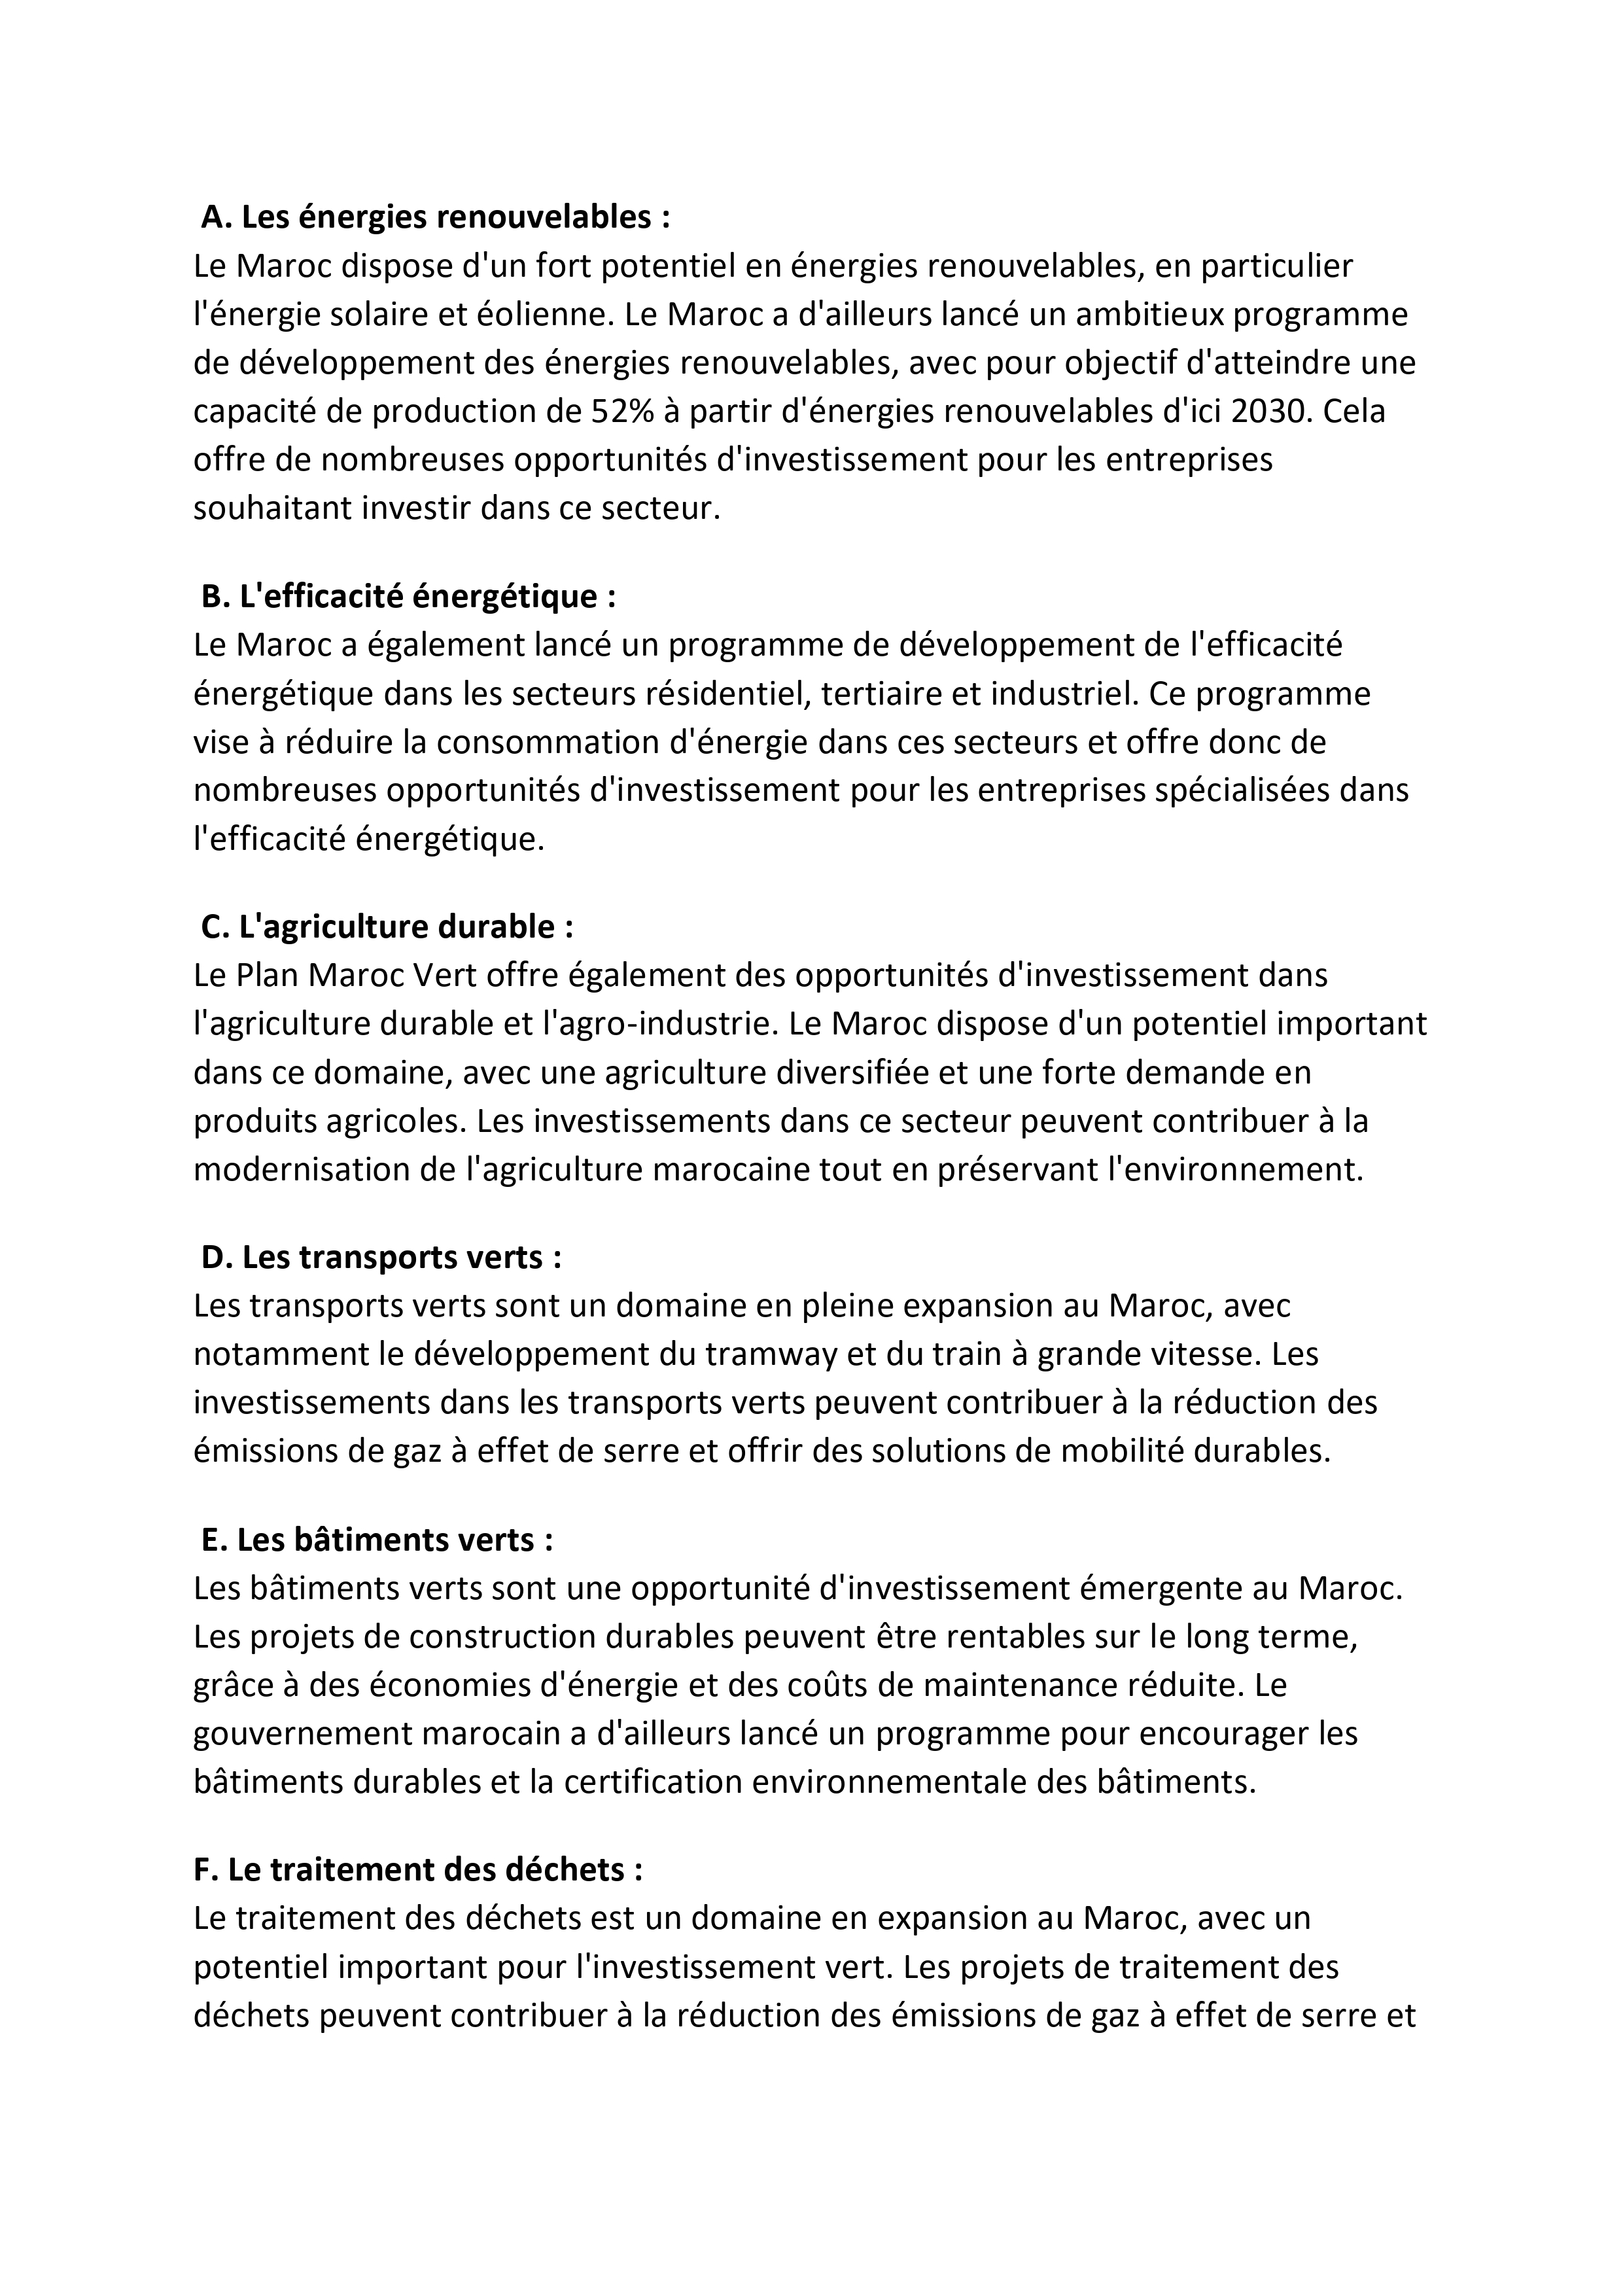 A. Les énergies renouvelables :
Le Maroc dispose d'un fort potentiel en énergies renouvelables, en particulier
l'énergie solaire et éolienne. Le Maroc a d'ailleurs lancé un ambitieux programme
de développement des énergies renouvelables, avec pour objectif d'atteindre une
capacité de production de 52% à partir d'énergies renouvelables d'ici 2030. Cela
offre de nombreuses opportunités d'investissement pour les entreprises
souhaitant investir dans ce secteur.
B. L'efficacité énergétique :
Le Maroc a également lancé un programme de développement de l'efficacité
énergétique dans les secteurs résidentiel, tertiaire et industriel. Ce programme
vise à réduire la consommation d'énergie dans ces secteurs et offre donc de
nombreuses opportunités d'investissement pour les entreprises spécialisées dans
l'efficacité énergétique.
C. L'agriculture durable :
Le Plan Maroc Vert offre également des opportunités d'investissement dans
l'agriculture durable et l'agro-industrie. Le Maroc dispose d'un potentiel important
dans ce domaine, avec une agriculture diversifiée et une forte demande en
produits agricoles. Les investissements dans ce secteur peuvent contribuer à la
modernisation de l'agriculture marocaine tout en préservant l'environnement.
D. Les transports verts :
Les transports verts sont un domaine en pleine expansion au Maroc, avec
notamment le développement du tramway et du train à grande vitesse. Les
investissements dans les transports verts peuvent contribuer à la réduction des
émissions de gaz à effet de serre et offrir des solutions de mobilité durables.
E. Les bâtiments verts :
Les bâtiments verts sont une opportunité d'investissement émergente au Maroc.
Les projets de construction durables peuvent être rentables sur le long terme,
grâce à des économies d'énergie et des coûts de maintenance réduite. Le
gouvernement marocain a d'ailleurs lancé un programme pour encourager les
bâtiments durables et la certification environnementale des bâtiments.
F. Le traitement des déchets :
Le traitement des déchets est un domaine en expansion au Maroc, avec un
potentiel important pour l'investissement vert. Les projets de traitement des
déchets peuvent contribuer à la réduction des émissions de gaz à effet de serre et